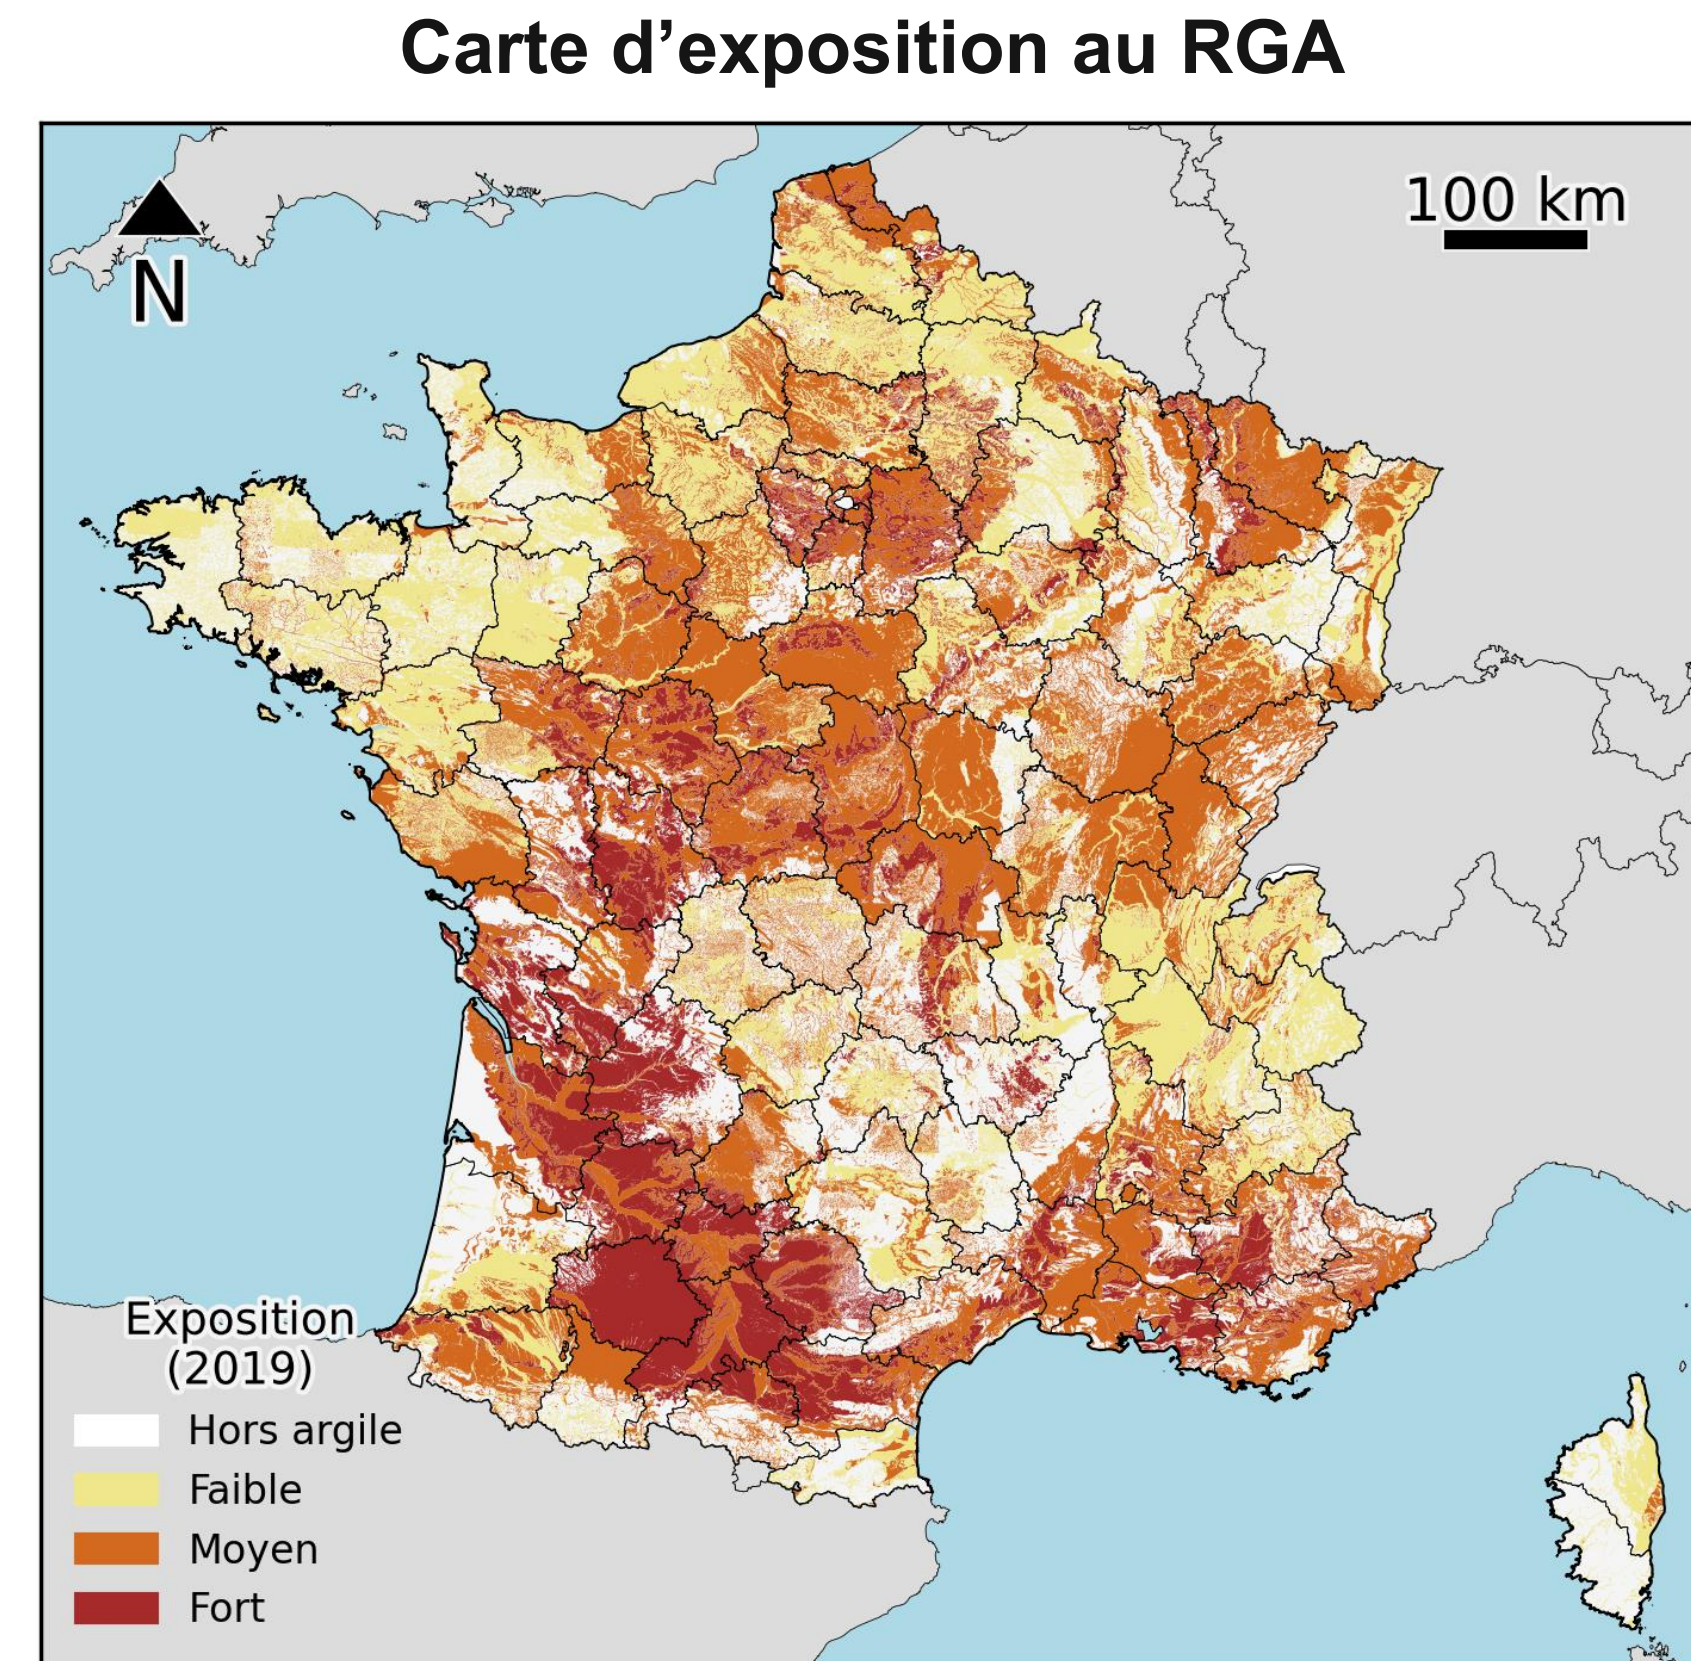 Carte d’exposition au RGA
100 km
N
Exposition
(2019)
Hors argile
Faible
Moyen
Fort